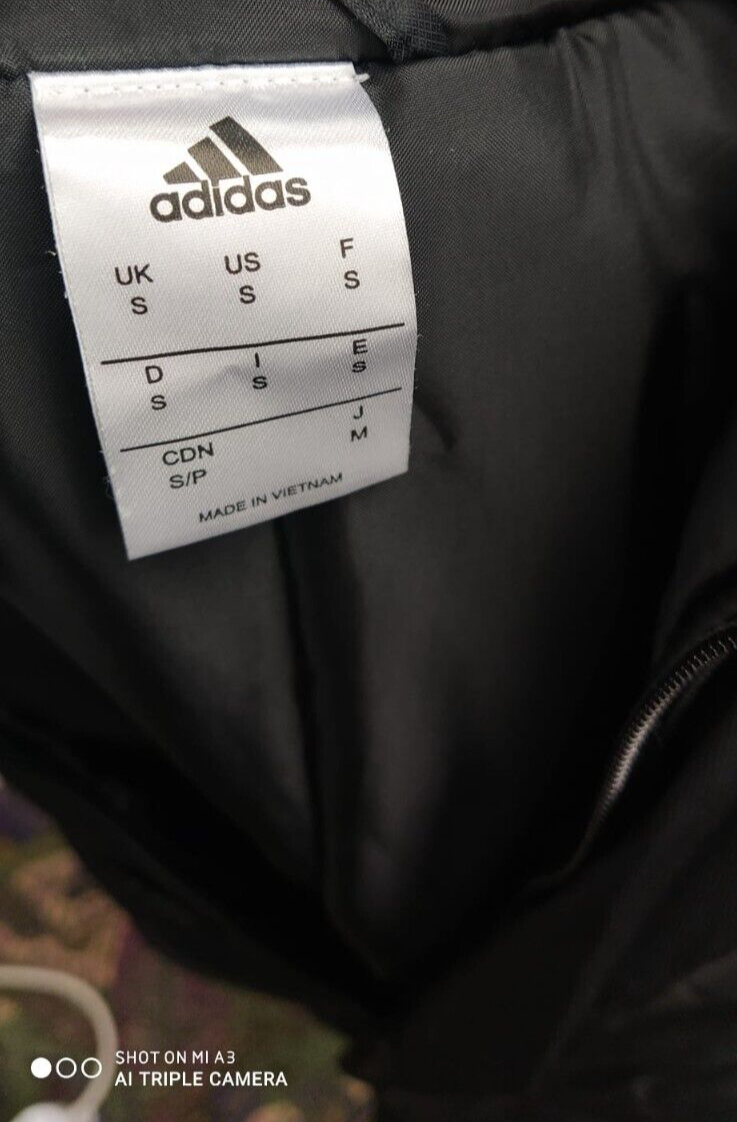 adidas
UK US F
S S S
D I E
S S S
CDN J
S/P M
MADE IN VIETNAM
SHOT ON MI A3
AI TRIPLE CAMERA